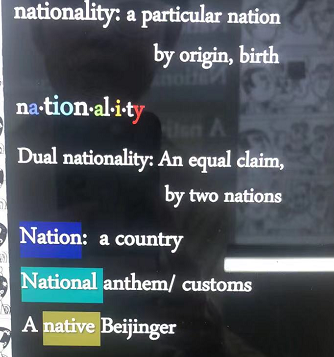 nationality: a particular nation
by origin, birth
na·tion·al·i·ty
Dual nationality: An equal claim,
by two nations
Nation: a country
National anthem/ customs
A native Beijinger